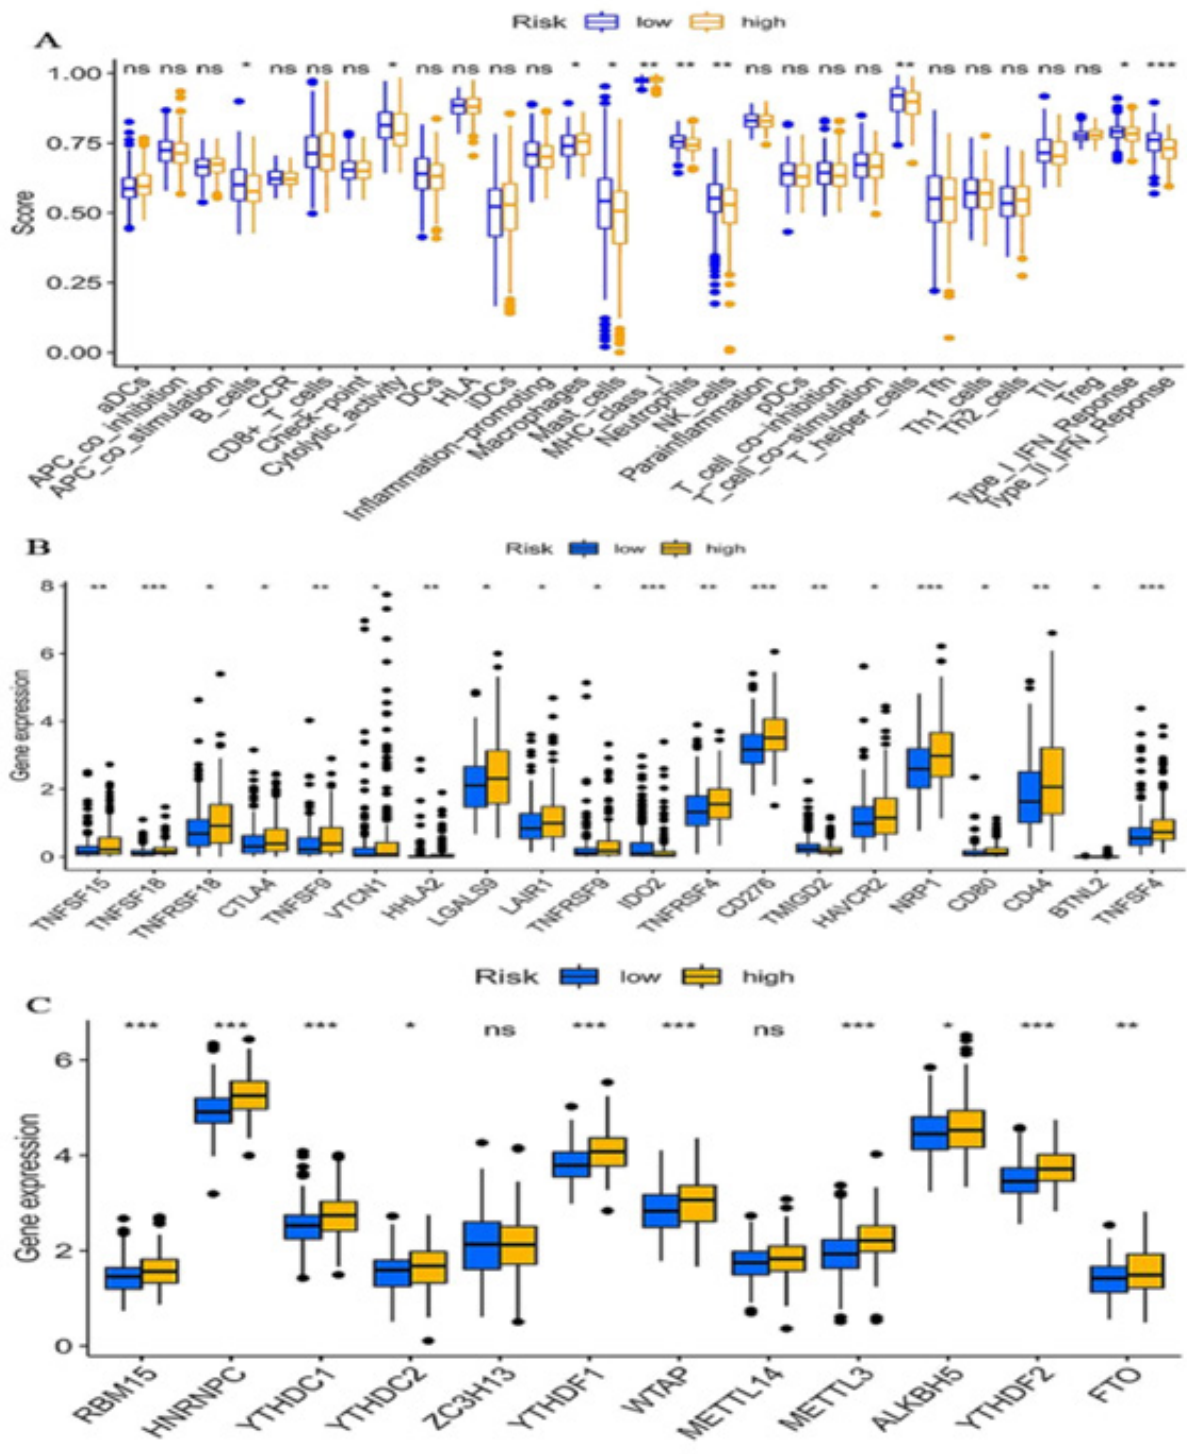 Risk low high
A
ns ns ns * ns ns ns * ns ns ns ns * * ** ** ** ns ns ns ns ** ns ns ns ns ns * ***
1.00
0.75
0.50
0.25
0.00
Score
aDCs
APC_co_inhibition
APC_co_stimulation
B_cells
CCR
CD8+_T_cells
Check-point
Cytolytic_activity
DCs
HLA
iDCs
Inflammation-promoting
Macrophages
Mast_cells
MHC_class_I
Neutrophils
NK_cells
Parainflammation
pDCs
T_cell_co-inhibition
T_cell_co-stimulation
T_helper_cells
Tfh
Th1_cells
Th2_cells
TIL
Treg
Type_I_IFN_Reponse
Type_II_IFN_Reponse
B
Risk low high
** *** * * ** * ** * * * *** ** *** ** * *** * ** * ***
8
6
4
2
0
Gene expression
TNFSF15
TNFSF18
TNFRSF18
CTLA4
TNFSF9
VTCN1
HHLA2
LGALS9
LAIR1
TNFRSF9
IDO2
TNFRSF4
CD276
TMIGD2
HAVCR2
NRP1
CD80
CD44
BTNL2
TNFSF4
Risk low high
C
*** *** *** * ns *** *** ns *** * *** **
6
4
2
0
Gene expression
RBM15
HNRNPC
YTHDC1
YTHDC2
ZC3H13
YTHDF1
WTAP
METTL14
METTL3
ALKBH5
YTHDF2
FTO